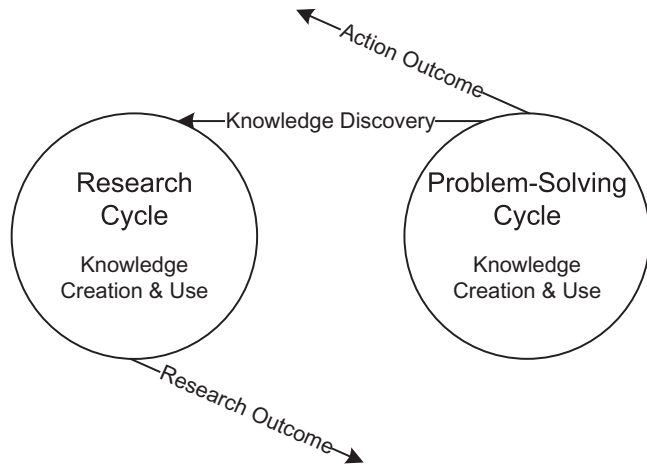 Action Outcome
Knowledge Discovery
Research
Cycle
Knowledge
Creation & Use
Problem-Solving
Cycle
Knowledge
Creation & Use
Research Outcome